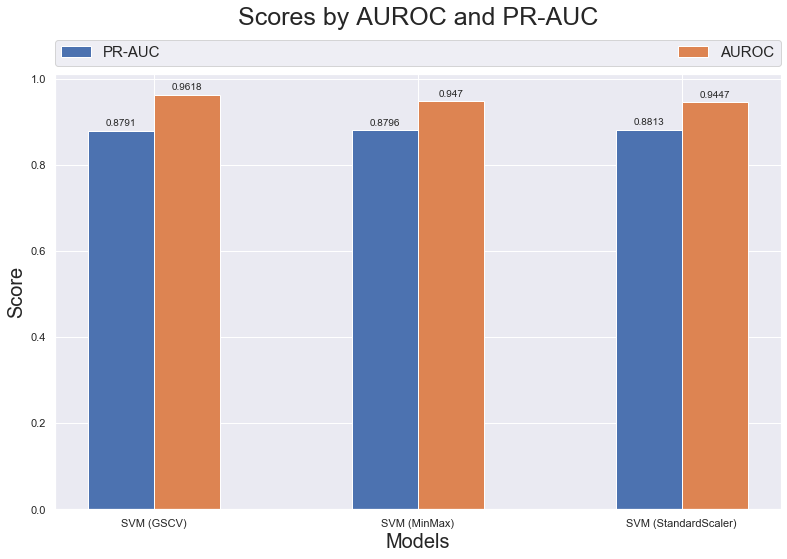 Scores by AUROC and PR-AUC
PR-AUC AUROC
1.0
0.8
0.6
0.4
0.2
0.0
Score
0.8791 0.9618 0.8796 0.947 0.8813 0.9447
SVM (GSCV) SVM (MinMax) SVM (StandardScaler)
Models